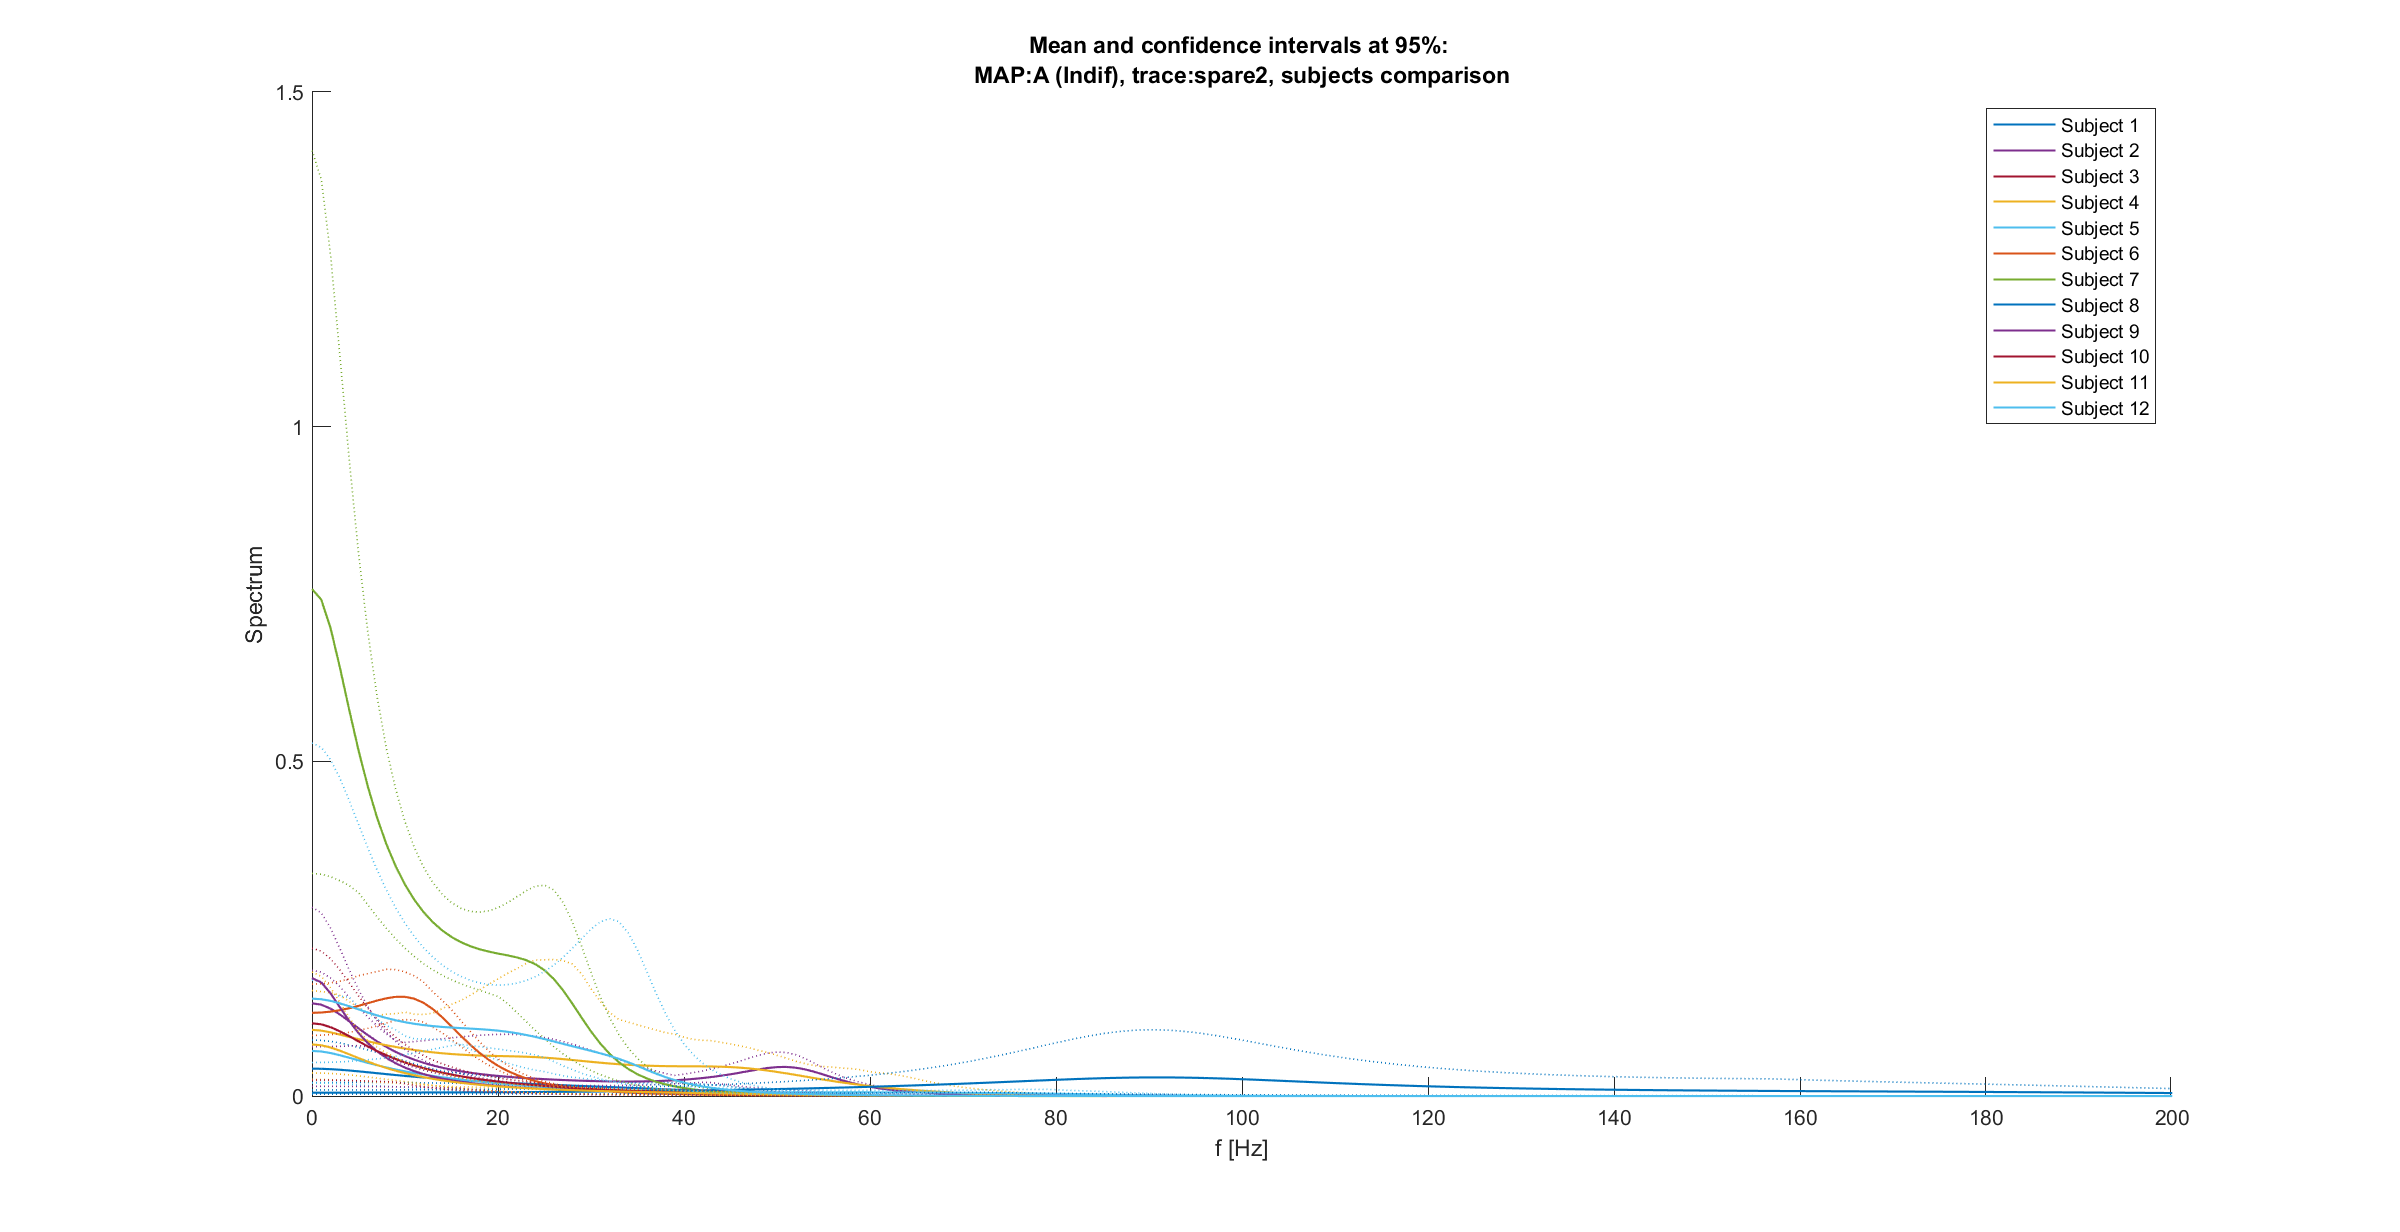 Mean and confidence intervals at 95%:
MAP:A (Indif), trace:spare2, subjects comparison
1.5
1
0.5
0
Spectrum
0 20 40 60 80 100 120 140 160 180 200
f [Hz]
Subject 1
Subject 2
Subject 3
Subject 4
Subject 5
Subject 6
Subject 7
Subject 8
Subject 9
Subject 10
Subject 11
Subject 12